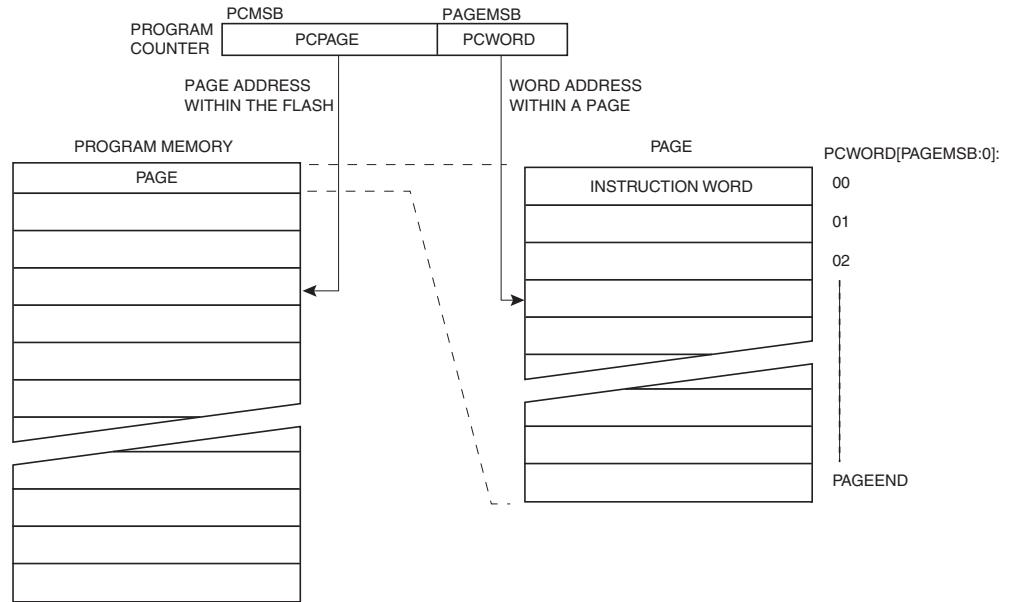 PCMSB
PAGEMSB
PROGRAM
COUNTER
PCPAGE
PCWORD
PAGE ADDRESS
WITHIN THE FLASH
WORD ADDRESS
WITHIN A PAGE
PROGRAM MEMORY
PAGE
PAGE
INSTRUCTION WORD
PCWORD[PAGEMSB:0]:
00
01
02
PAGEEND